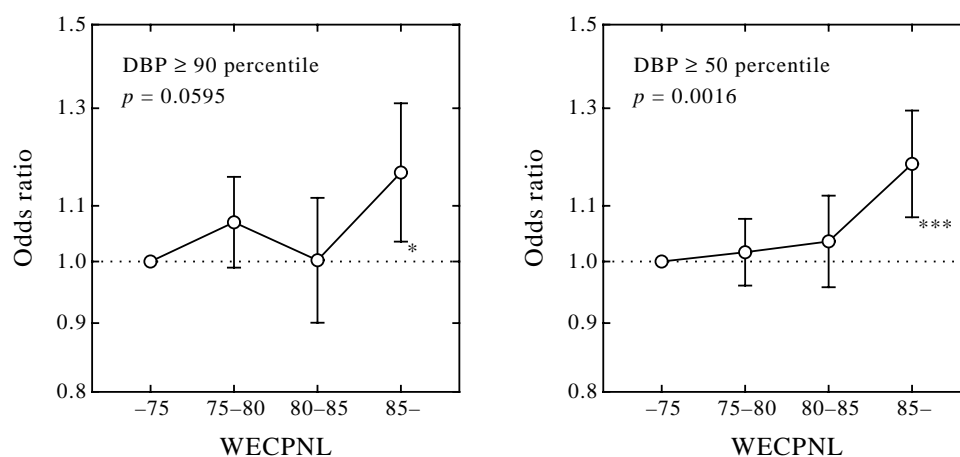 1.5
DBP ≥ 90 percentile
p = 0.0595
1.3
1.1
1.0
0.9
0.8
*
Odds ratio
–75 75–80 80–85 85–
WECPNL
1.5
DBP ≥ 50 percentile
p = 0.0016
1.3
1.1
1.0
0.9
0.8
***
Odds ratio
–75 75–80 80–85 85–
WECPNL